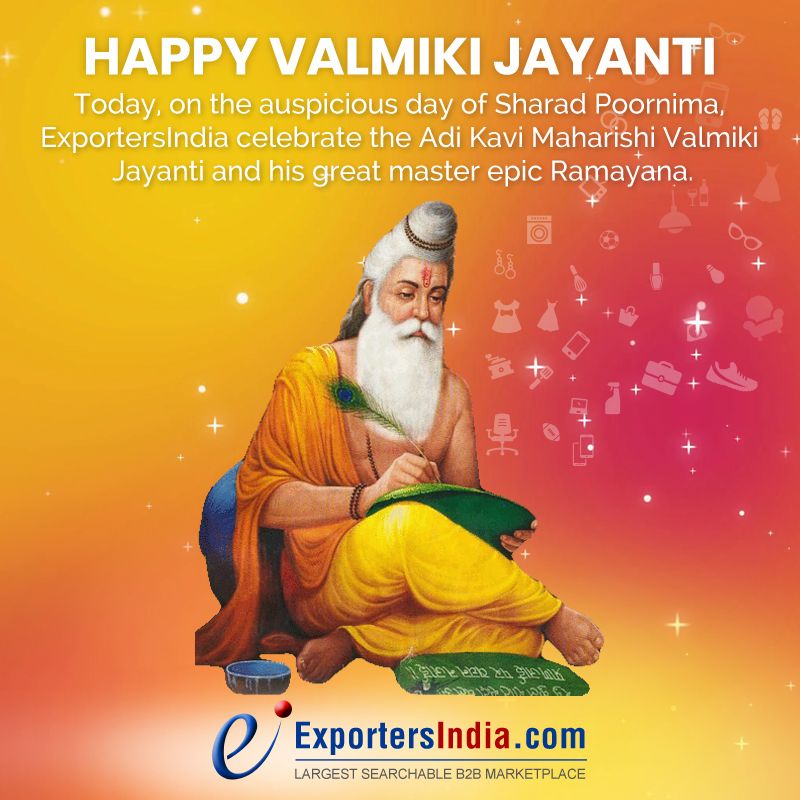 HAPPY VALMIKI JAYANTI
Today, on the auspicious day of Sharad Poornima,
ExportersIndia celebrate the Adi Kavi Maharishi Valmiki
Jayanti and his great master epic Ramayana.
ei ExportersIndia.com
LARGEST SEARCHABLE B2B MARKETPLACE